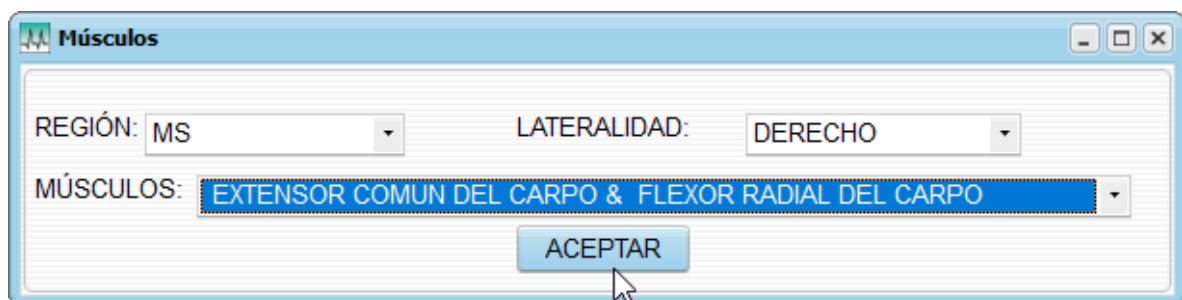 Músculos
REGIÓN: MS LATERALIDAD: DERECHO
MÚSCULOS: EXTENSOR COMUN DEL CARPO & FLEXOR RADIAL DEL CARPO
ACEPTAR